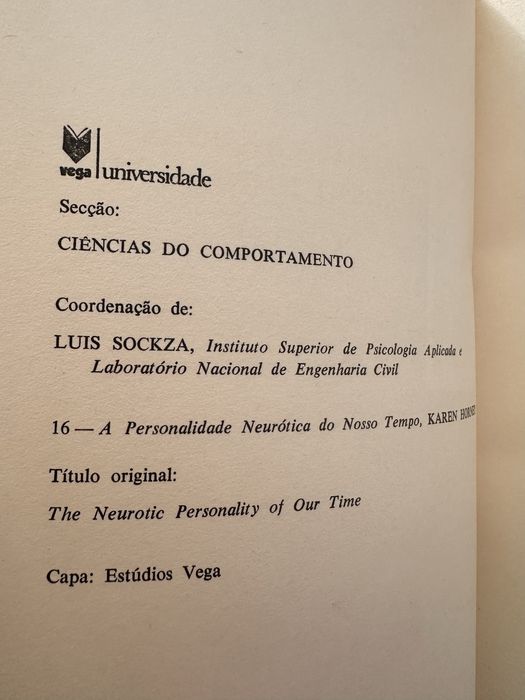 vega | universidade
Secção:
CIÊNCIAS DO COMPORTAMENTO
Coordenação de:
LUIS SOCKZA, Instituto Superior de Psicologia Aplicada e
Laboratório Nacional de Engenharia Civil
16 — A Personalidade Neurótica do Nosso Tempo, KAREN HORNEY
Título original:
The Neurotic Personality of Our Time
Capa: Estúdios Vega